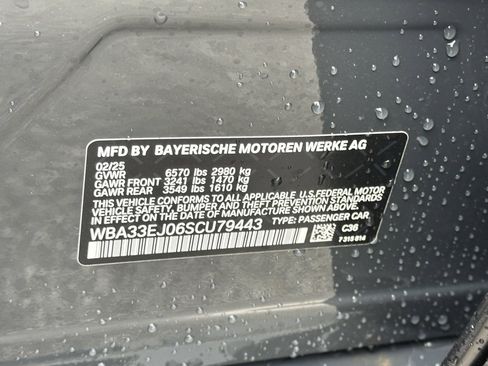 MFD BY BAYERISCHE MOTOREN WERKE AG
02/25
GVWR 6570 lbs 2980 kg
GAWR FRONT 3241 lbs 1470 kg
GAWR REAR 3549 lbs 1610 kg
THIS VEHICLE CONFORMS TO ALL APPLICABLE U.S. FEDERAL MOTOR
VEHICLE SAFETY, BUMPER, AND THEFT PREVENTION STANDARDS IN
EFFECT ON THE DATE OF MANUFACTURE SHOWN ABOVE.
WBA33EJ06SCU79443 TYPE: PASSENGER CAR
C36
7318814